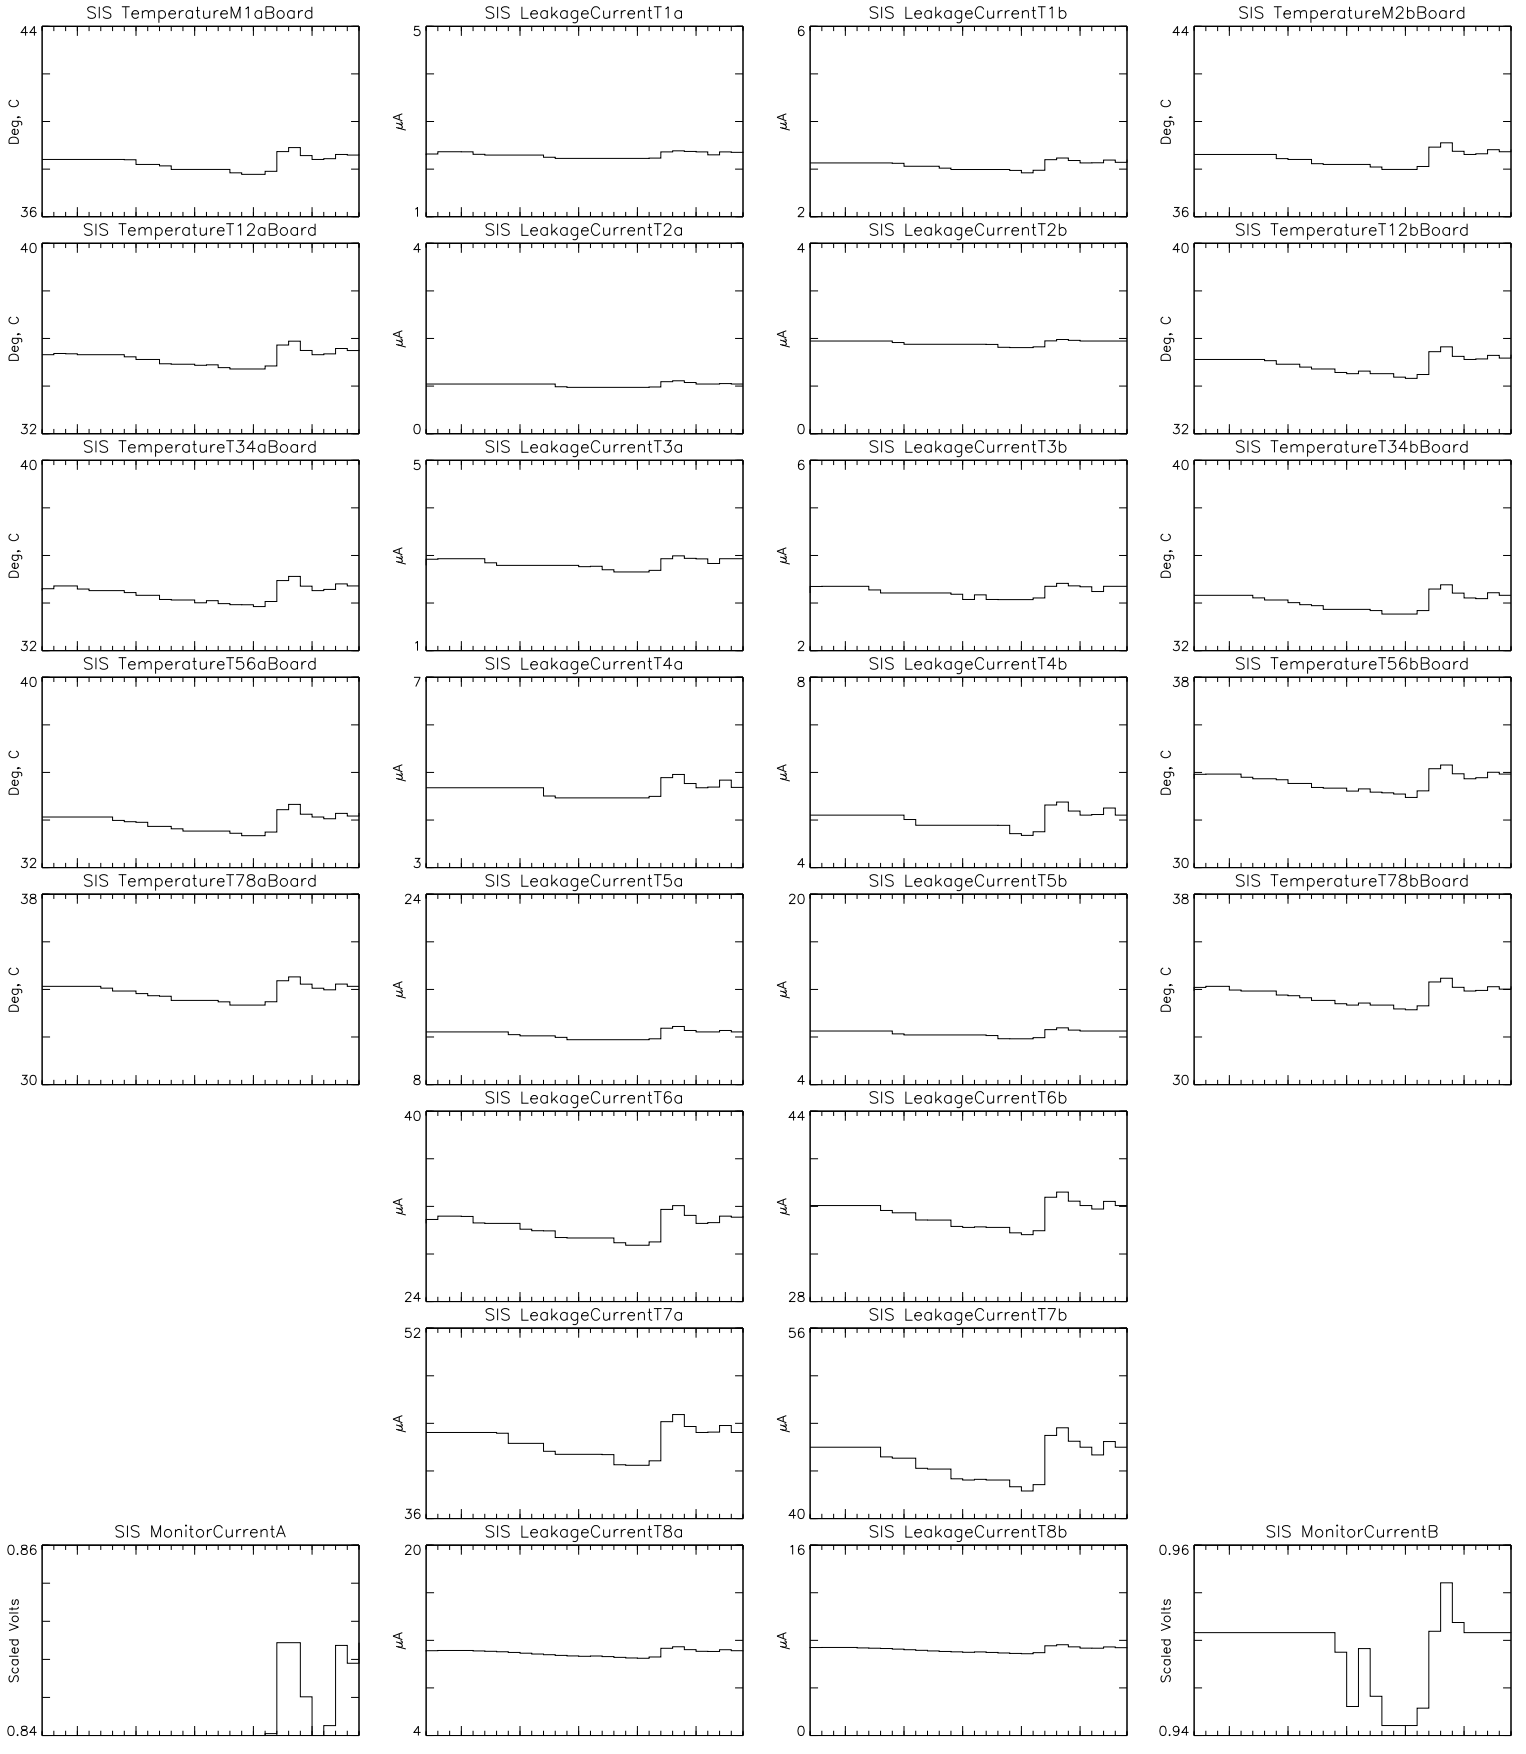 SIS TemperatureM1aBoard
44
Deg, C
36
SIS LeakageCurrentT1a
5
μA
1
SIS LeakageCurrentT1b
6
μA
2
SIS TemperatureM2bBoard
44
Deg, C
36
SIS TemperatureT12aBoard
40
Deg, C
32
SIS LeakageCurrentT2a
4
μA
0
SIS LeakageCurrentT2b
4
μA
0
SIS TemperatureT12bBoard
40
Deg, C
32
SIS TemperatureT34aBoard
40
Deg, C
32
SIS LeakageCurrentT3a
5
μA
1
SIS LeakageCurrentT3b
6
μA
2
SIS TemperatureT34bBoard
40
Deg, C
32
SIS TemperatureT56aBoard
40
Deg, C
32
SIS LeakageCurrentT4a
7
μA
3
SIS LeakageCurrentT4b
8
μA
4
SIS TemperatureT56bBoard
38
Deg, C
30
SIS TemperatureT78aBoard
38
Deg, C
30
SIS LeakageCurrentT5a
24
μA
8
SIS LeakageCurrentT5b
20
μA
4
SIS TemperatureT78bBoard
38
Deg, C
30
SIS LeakageCurrentT6a
40
μA
24
SIS LeakageCurrentT6b
44
μA
28
SIS LeakageCurrentT7a
52
μA
36
SIS LeakageCurrentT7b
56
μA
40
SIS MonitorCurrentA
0.86
Scaled Volts
0.84
SIS LeakageCurrentT8a
20
μA
4
SIS LeakageCurrentT8b
16
μA
0
SIS MonitorCurrentB
0.96
Scaled Volts
0.94